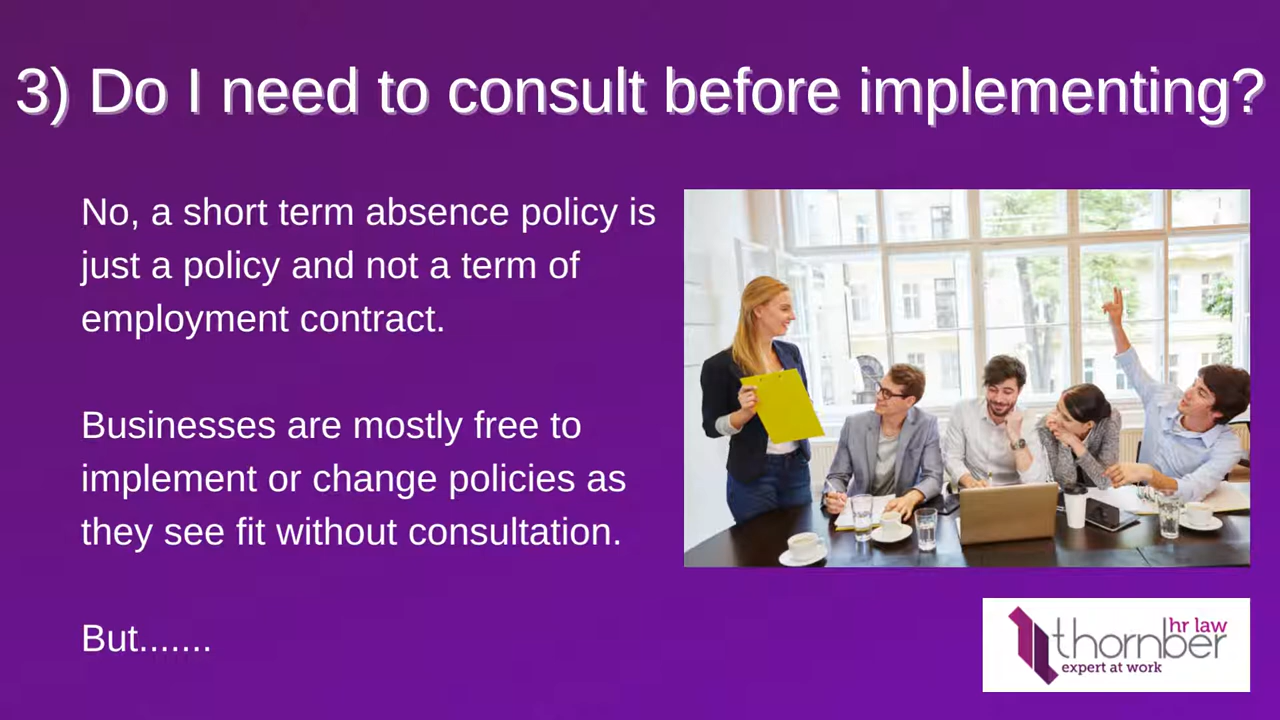 3) Do I need to consult before implementing?
No, a short term absence policy is
just a policy and not a term of
employment contract.
Businesses are mostly free to
implement or change policies as
they see fit without consultation.
But.......
hr law
thornber
expert at work